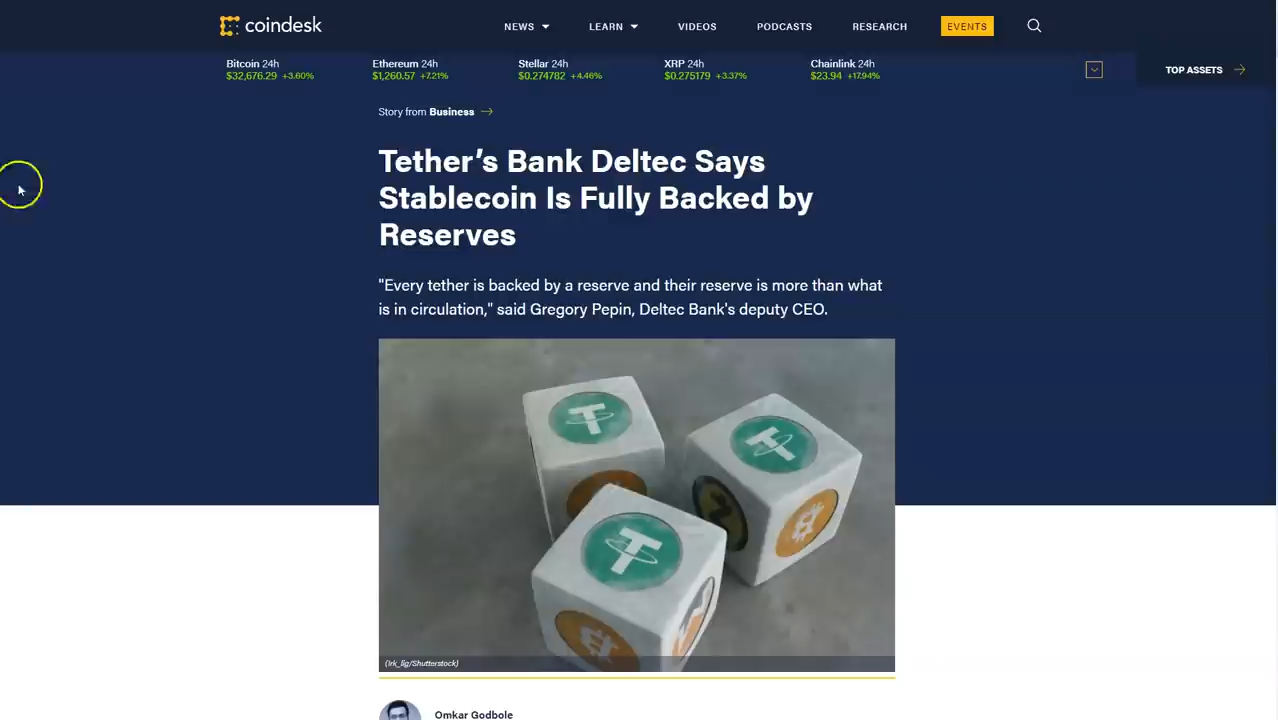 coindesk
NEWS LEARN VIDEOS PODCASTS RESEARCH EVENTS
Bitcoin 24h Ethereum 24h Stellar 24h XRP 24h Chainlink 24h
$32,676.29 +3.60% $1,260.57 +7.21% $0.274782 +4.46% $0.275179 +3.37% $23.94 +17.94%
TOP ASSETS
Story from Business
Tether’s Bank Deltec Says
Stablecoin Is Fully Backed by
Reserves
"Every tether is backed by a reserve and their reserve is more than what
is in circulation," said Gregory Pepin, Deltec Bank's deputy CEO.
(lrk_lig/Shutterstock)
Omkar Godbole